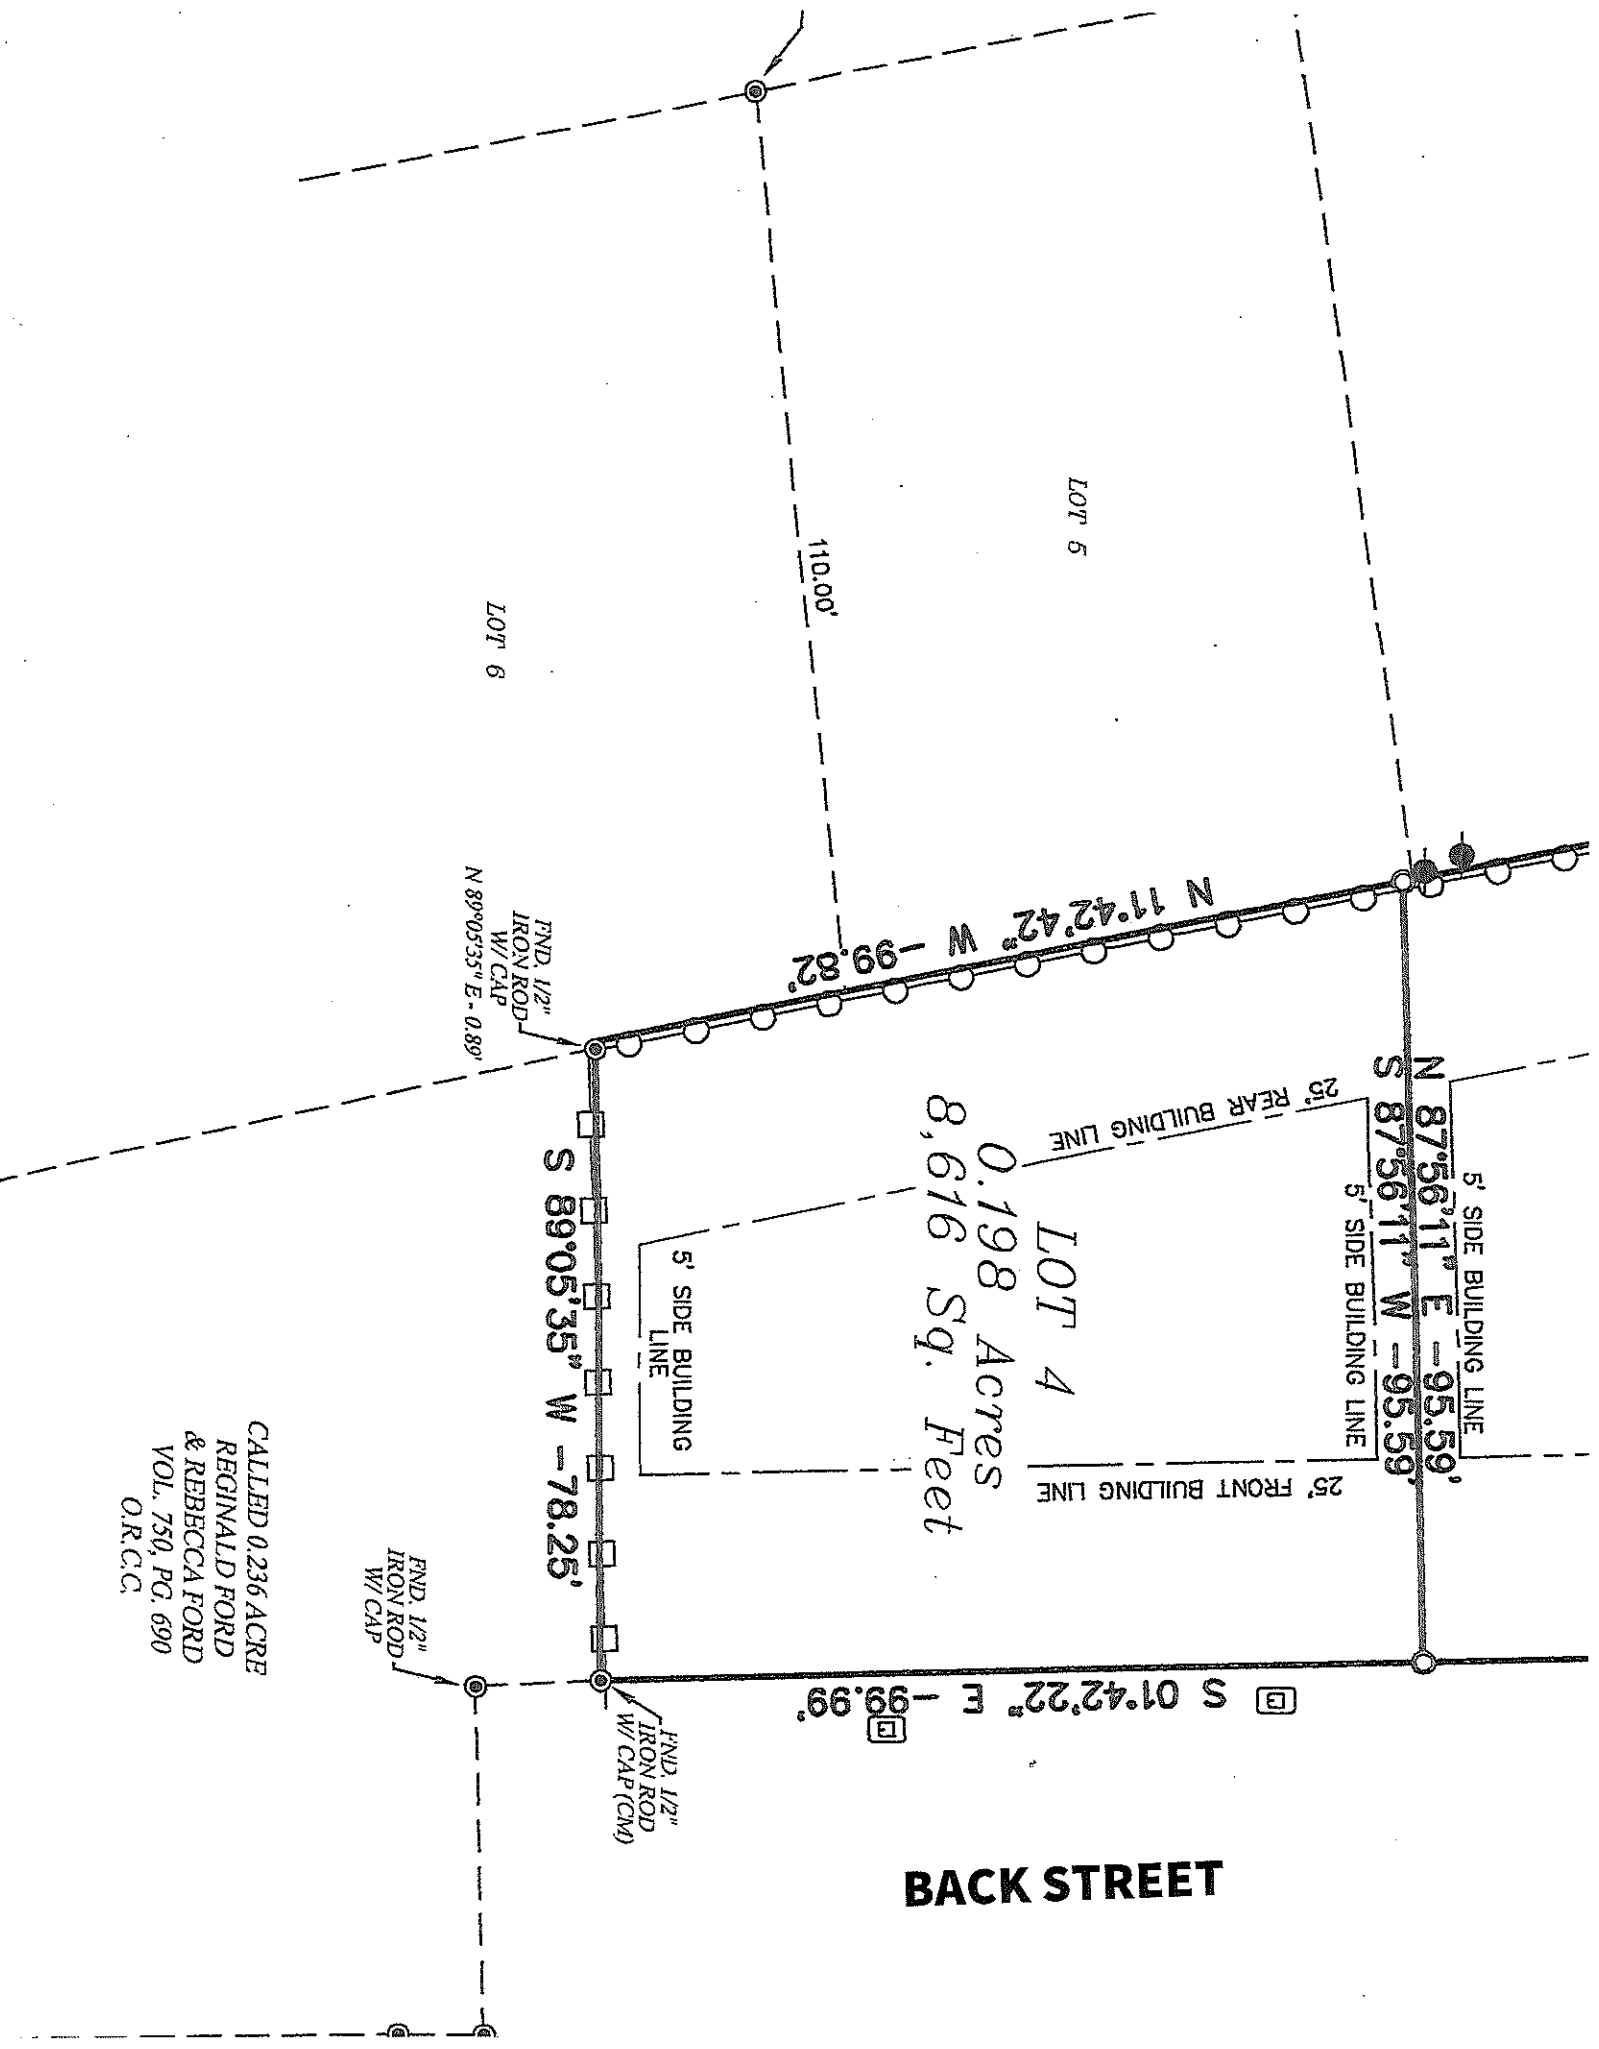 LOT 5
110.00'
LOT 6
N 11°42'42" W -99.82'
FND. 1/2"
IRON ROD
W/ CAP
N 89°05'35" E - 0.89'
N 87°56'11" E -95.59'
S 87°56'11" W -95.59'
5' SIDE BUILDING LINE
5' SIDE BUILDING LINE
25' REAR BUILDING LINE
LOT 4
0.198 Acres
8,616 Sq. Feet
5' SIDE BUILDING
LINE
25' FRONT BUILDING LINE
S 89°05'35" W -78.25'
S 01°42'22" E -99.99'
E
E
CALLED 0.236 ACRE
REGINALD FORD
& REBECCA FORD
VOL. 750, PG. 690
O.R.C.C.
FND. 1/2"
IRON ROD
W/ CAP
FND. 1/2"
IRON ROD
W/ CAP (CM)
BACK STREET